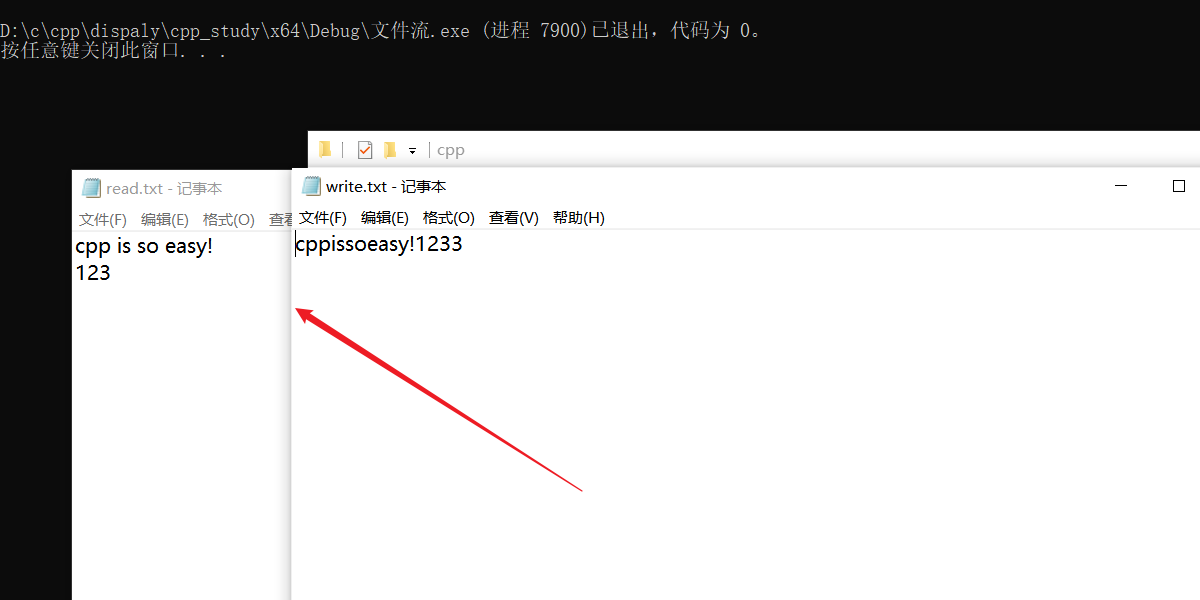 D:\c\cpp\dispaly\cpp_study\x64\Debug\文件流.exe (进程 7900)已退出，代码为 0。
按任意键关闭此窗口. . .
cpp
read.txt - 记事本
文件(F) 编辑(E) 格式(O) 查看
cpp is so easy!
123
write.txt - 记事本
文件(F) 编辑(E) 格式(O) 查看(V) 帮助(H)
cppissoeasy!1233